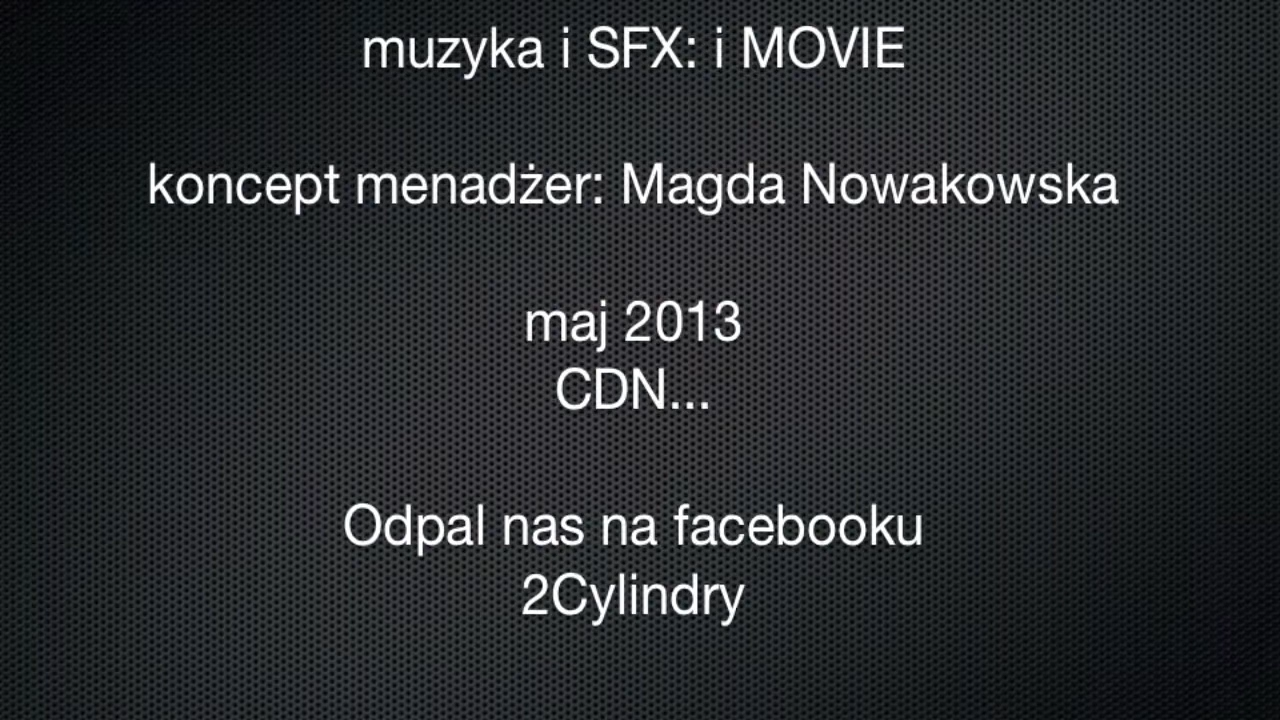 muzyka i SFX: i MOVIE
koncept menadżer: Magda Nowakowska
maj 2013
CDN...
Odpal nas na facebooku
2Cylindry